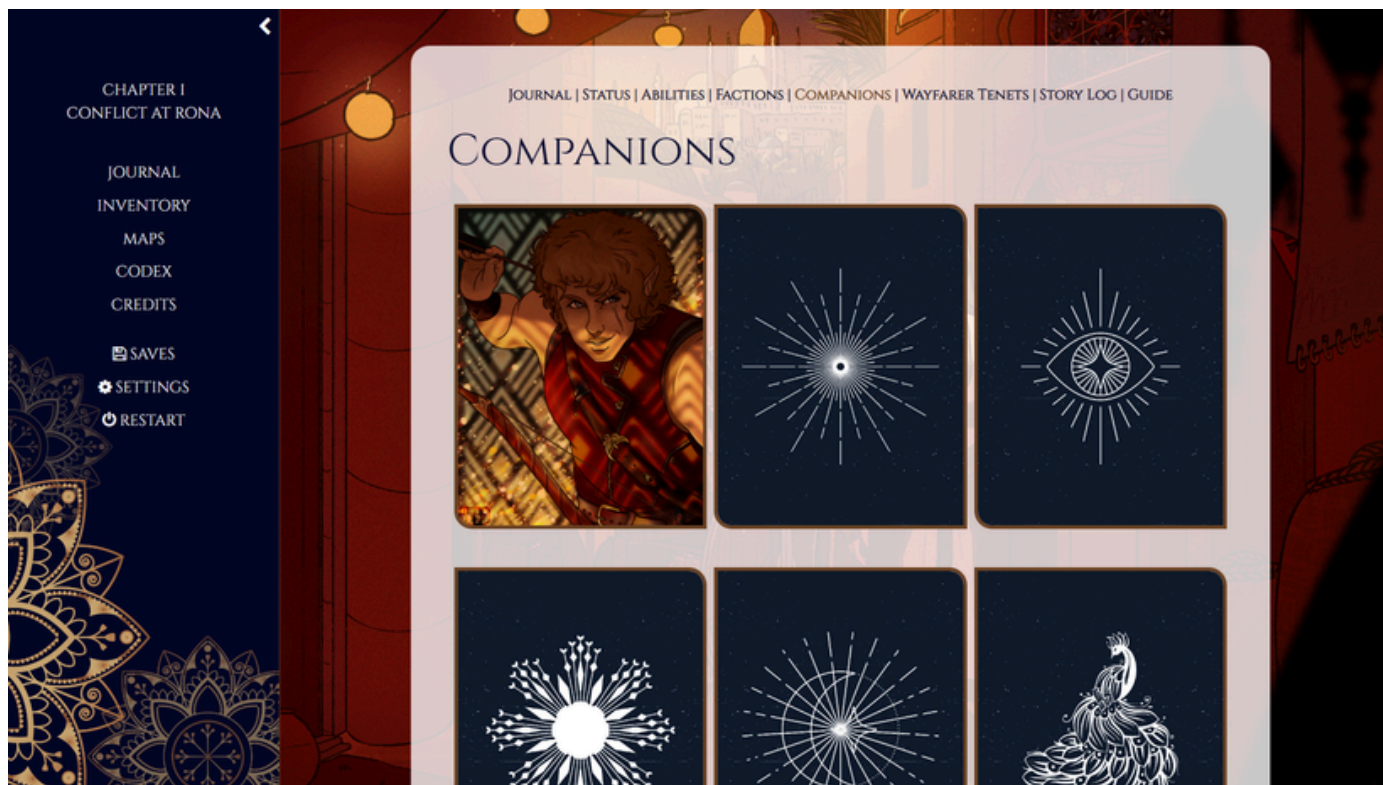 CHAPTER I
CONFLICT AT RONA
JOURNAL
INVENTORY
MAPS
CODEX
CREDITS
SAVES
SETTINGS
RESTART
JOURNAL | STATUS | ABILITIES | FACTIONS | COMPANIONS | WAYFARER TENETS | STORY LOG | GUIDE
COMPANIONS